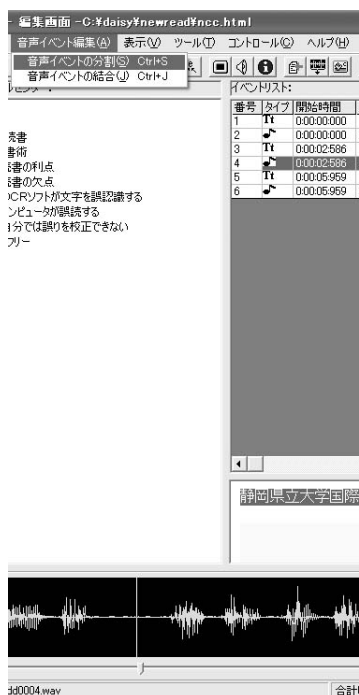 編集画面 -C:¥daisy¥newread¥ncc.html
音声イベント編集(A) 表示(V) ツール(T) コントロール(C) ヘルプ(H)
音声イベントの分割(S) Ctrl+S
音声イベントの結合(J) Ctrl+J
イベントリスト:
番号 タイプ 開始時間
1 Tt 0:00:00:000
2 0:00:00:000
3 Tt 0:00:02:586
4 0:00:02:586
5 Tt 0:00:05:959
6 0:00:05:959
読書
書術
読書の利点
読書の欠点
OCRソフトが文字を誤認識する
コンピュータが誤読する
自分では誤りを校正できない
フリー
静岡県立大学国際
dd0004.wav
合計